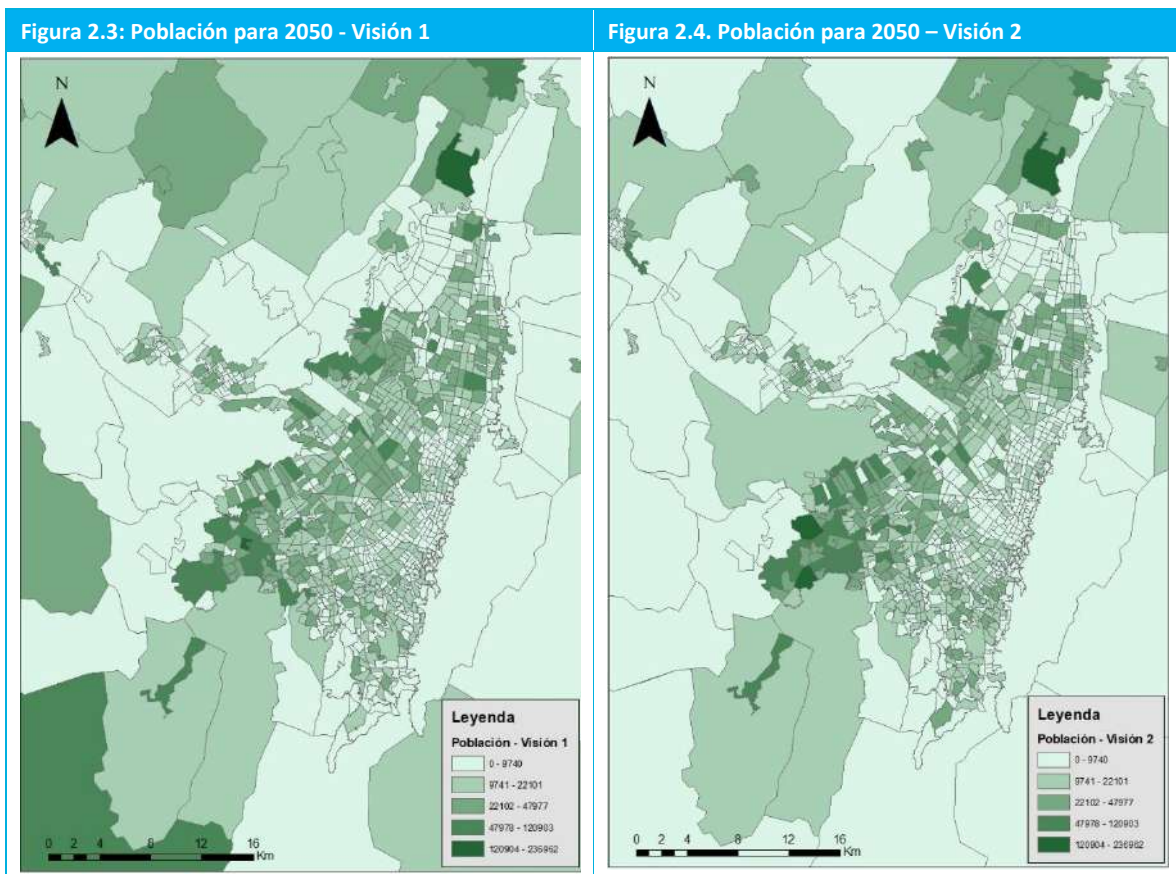 Figura 2.3: Población para 2050 - Visión 1
Figura 2.4. Población para 2050 – Visión 2
N
Leyenda
Población - Visión 1
0 - 9740
9741 - 22101
22102 - 47977
47978 - 120903
120904 - 236962
0 2 4 8 12 16
Km
N
Leyenda
Población - Visión 2
0 - 9740
9741 - 22101
22102 - 47977
47978 - 120903
120904 - 236962
0 2 4 8 12 16
Km